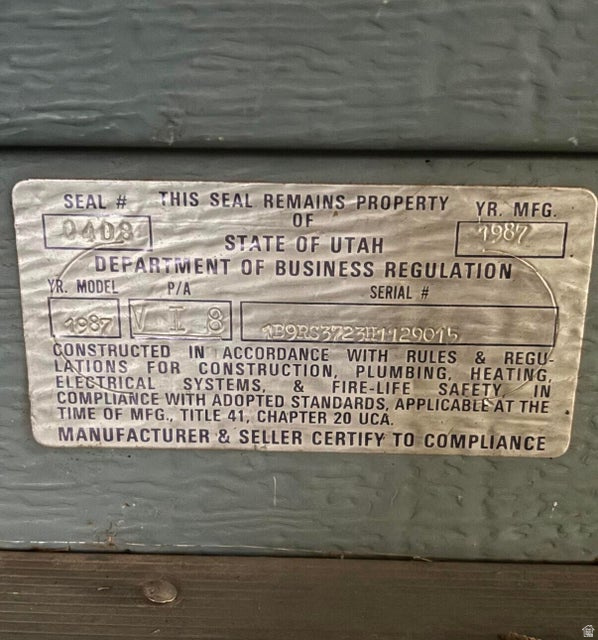 SEAL # THIS SEAL REMAINS PROPERTY YR. MFG.
OF
0408 STATE OF UTAH 1987
DEPARTMENT OF BUSINESS REGULATION
YR. MODEL P/A SERIAL #
1987 V I 8 1B9RS3723H1129015
CONSTRUCTED IN ACCORDANCE WITH RULES & REGU-
LATIONS FOR CONSTRUCTION, PLUMBING, HEATING,
ELECTRICAL SYSTEMS, & FIRE-LIFE SAFETY IN
COMPLIANCE WITH ADOPTED STANDARDS, APPLICABLE AT THE
TIME OF MFG., TITLE 41, CHAPTER 20 UCA.
MANUFACTURER & SELLER CERTIFY TO COMPLIANCE